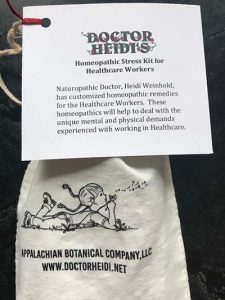 DOCTOR
HEIDI'S
Homeopathic Stress Kit for
Healthcare Workers
Naturopathic Doctor, Heidi Weinhold,
has customized homeopathic remedies
for the Healthcare Workers. These
homeopathics will help to deal with the
unique mental and physical demands
experienced with working in Healthcare.
APPALACHIAN BOTANICAL COMPANY,LLC
WWW.DOCTORHEIDI.NET